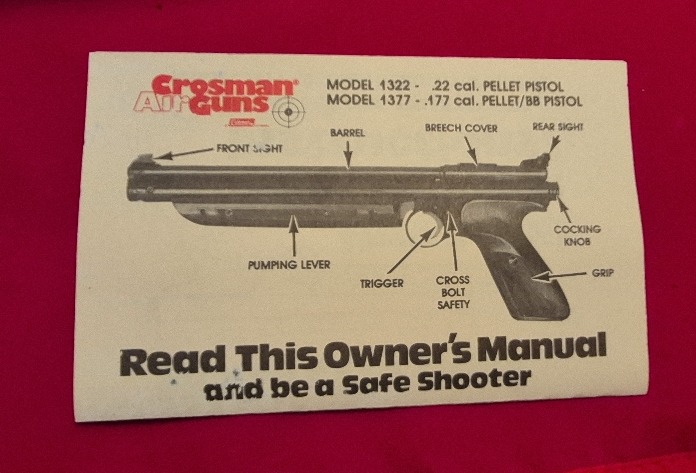 Crosman®
AirGuns
MODEL 1322 - .22 cal. PELLET PISTOL
MODEL 1377 - .177 cal. PELLET/BB PISTOL
FRONT SIGHT
BARREL
BREECH COVER
REAR SIGHT
COCKING
KNOB
PUMPING LEVER
TRIGGER
CROSS
BOLT
SAFETY
GRIP
Read This Owner's Manual
and be a Safe Shooter